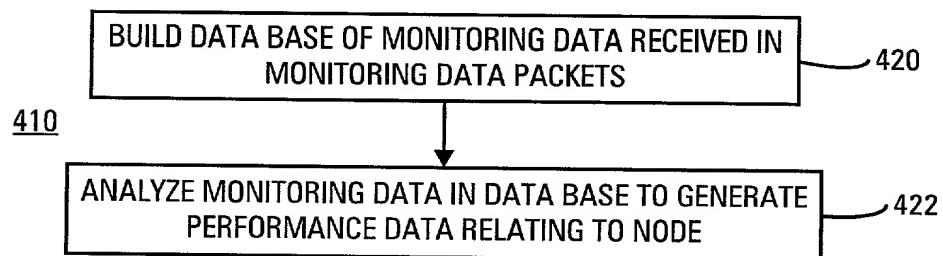 BUILD DATA BASE OF MONITORING DATA RECEIVED IN
MONITORING DATA PACKETS
420
410
ANALYZE MONITORING DATA IN DATA BASE TO GENERATE
PERFORMANCE DATA RELATING TO NODE
422